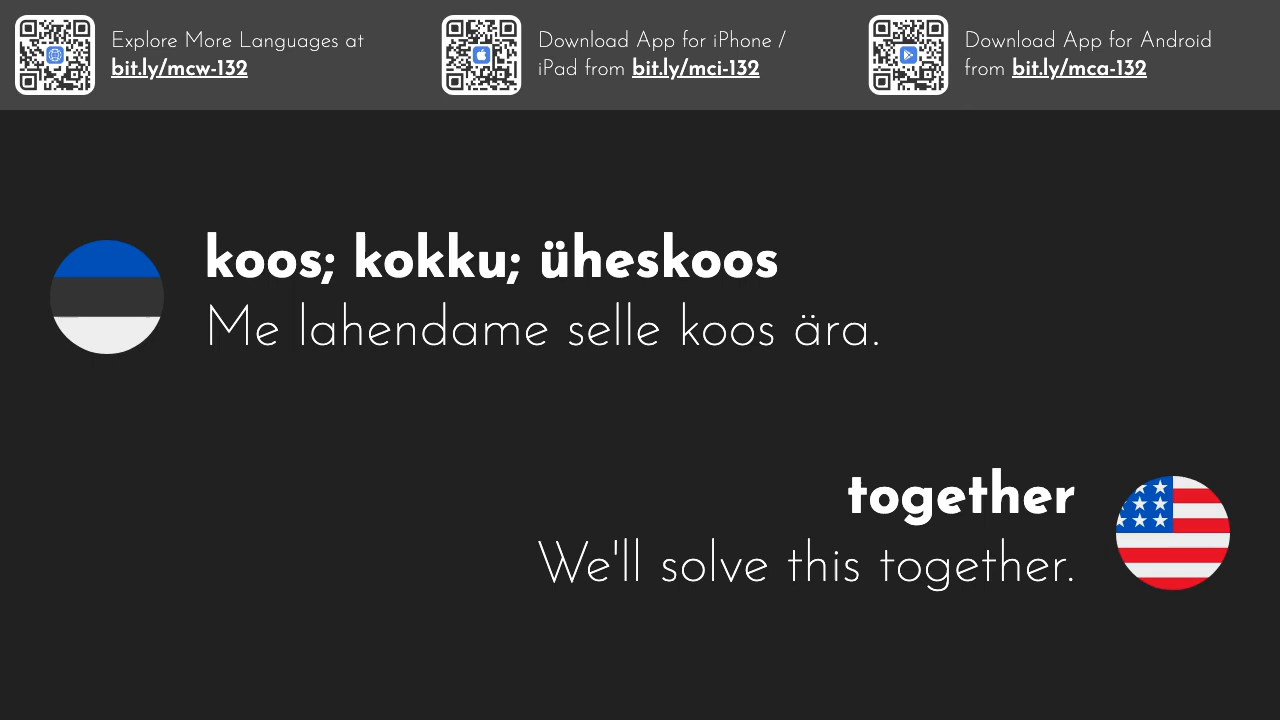 Explore More Languages at
bit.ly/mcw-132
Download App for iPhone /
iPad from bit.ly/mci-132
Download App for Android
from bit.ly/mca-132
koos; kokku; üheskoos
Me lahendame selle koos ära.
together
We'll solve this together.